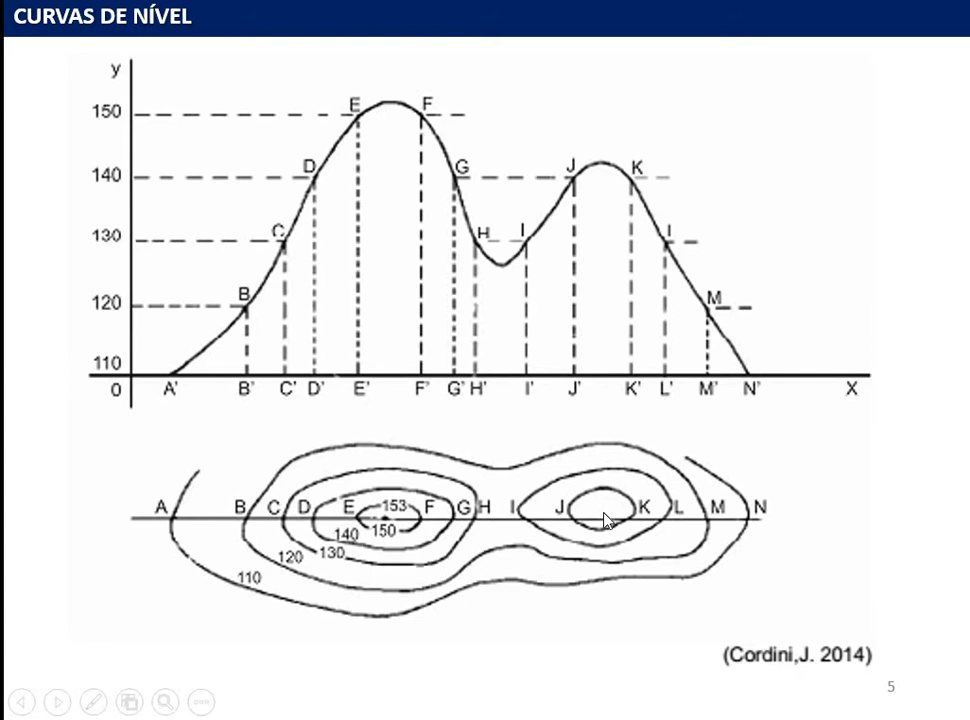 CURVAS DE NÍVEL
y
150 E F
140 D G J K
130 C H I I
120 B M
110
0 A' B' C' D' E' F' G' H' I' J' K' L' M' N' X
A B C D E 153 F G H I J K L M N
150
140
130
120
110
(Cordini,J. 2014)
5